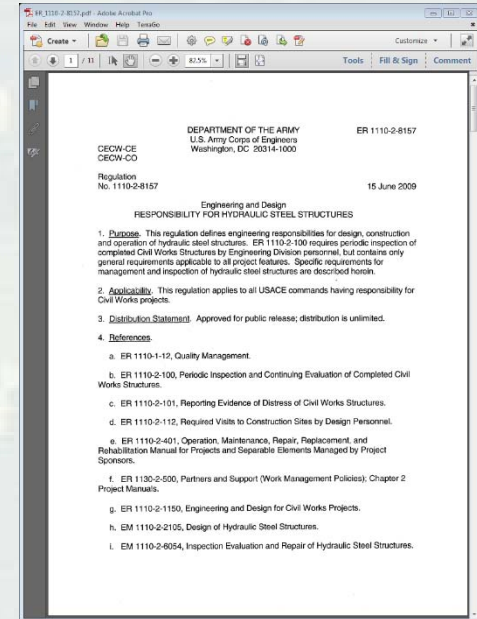 ER_1110-2-8157.pdf - Adobe Acrobat Pro
File Edit View Window Help TerraGo
Create
Customize
1 / 11
82.5%
Tools Fill & Sign Comment
DEPARTMENT OF THE ARMY ER 1110-2-8157
U.S. Army Corps of Engineers
CECW-CE Washington, DC 20314-1000
CECW-CO
Regulation
No. 1110-2-8157 15 June 2009
Engineering and Design
RESPONSIBILITY FOR HYDRAULIC STEEL STRUCTURES
1. Purpose. This regulation defines engineering responsibilities for design, construction
and operation of hydraulic steel structures. ER 1110-2-100 requires periodic inspection of
completed Civil Works Structures by Engineering Division personnel, but contains only
general requirements applicable to all project features. Specific requirements for
management and inspection of hydraulic steel structures are described herein.
2. Applicability. This regulation applies to all USACE commands having responsibility for
Civil Works projects.
3. Distribution Statement. Approved for public release; distribution is unlimited.
4. References.
a. ER 1110-1-12, Quality Management.
b. ER 1110-2-100, Periodic Inspection and Continuing Evaluation of Completed Civil
Works Structures.
c. ER 1110-2-101, Reporting Evidence of Distress of Civil Works Structures.
d. ER 1110-2-112, Required Visits to Construction Sites by Design Personnel.
e. ER 1110-2-401, Operation, Maintenance, Repair, Replacement, and
Rehabilitation Manual for Projects and Separable Elements Managed by Project
Sponsors.
f. ER 1130-2-500, Partners and Support (Work Management Policies); Chapter 2
Project Manuals.
g. ER 1110-2-1150, Engineering and Design for Civil Works Projects.
h. EM 1110-2-2105, Design of Hydraulic Steel Structures.
i. EM 1110-2-6054, Inspection Evaluation and Repair of Hydraulic Steel Structures.